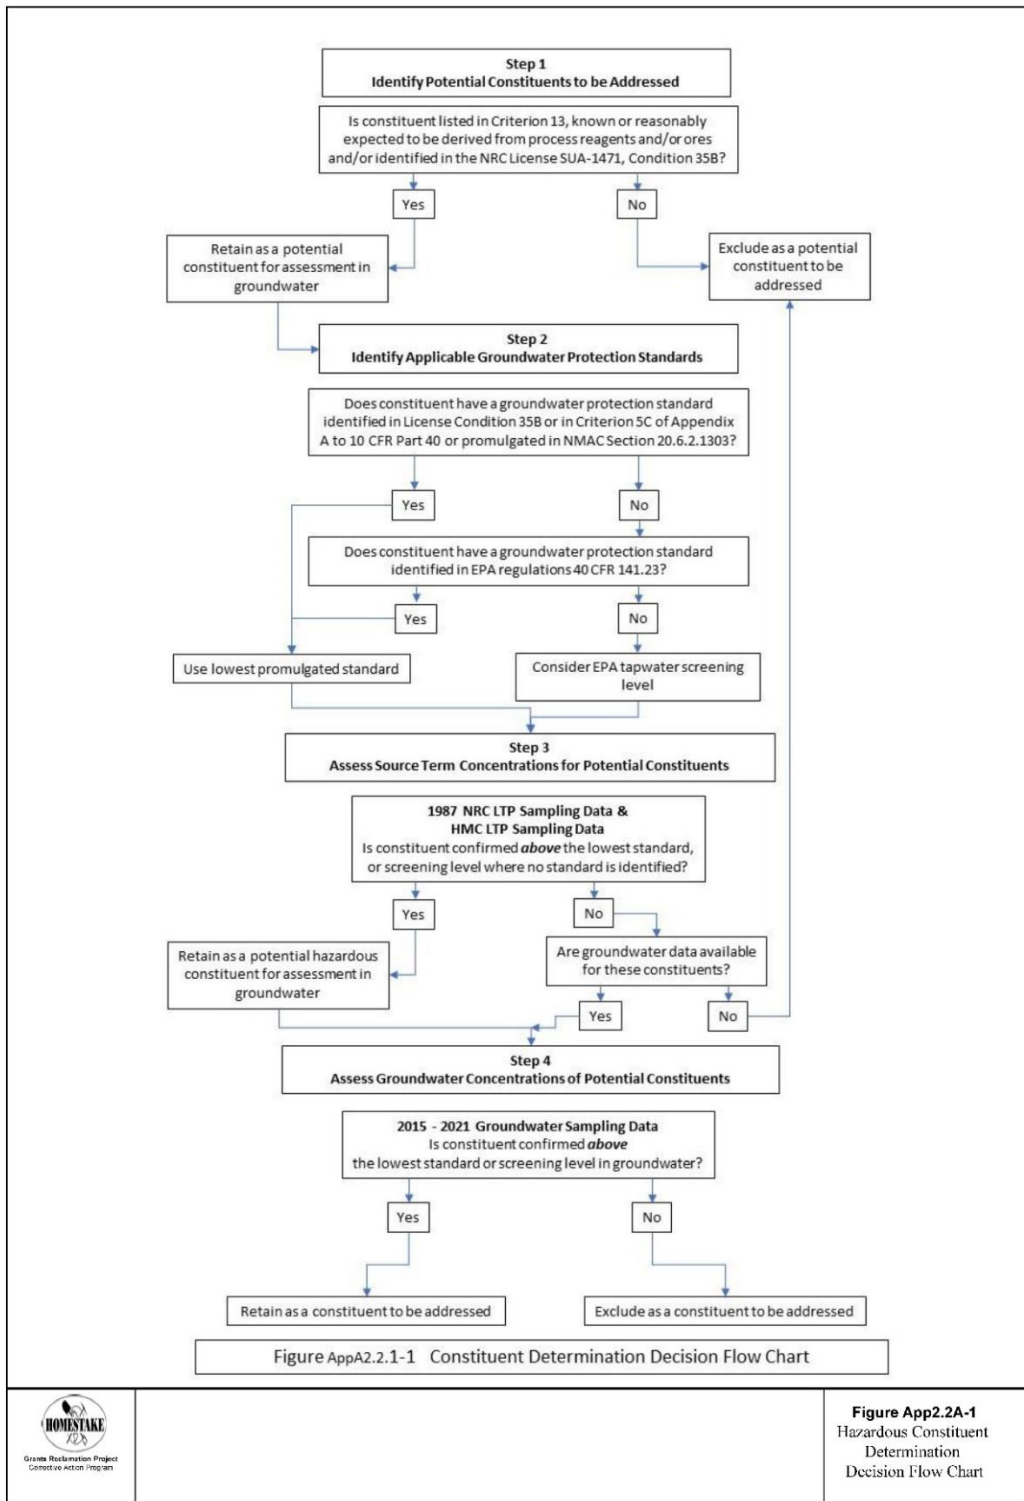 Step 1
Identify Potential Constituents to be Addressed
Is constituent listed in Criterion 13, known or reasonably
expected to be derived from process reagents and/or ores
and/or identified in the NRC License SUA-1471, Condition 35B?
Yes
No
Retain as a potential
constituent for assessment in
groundwater
Exclude as a potential
constituent to be
addressed
Step 2
Identify Applicable Groundwater Protection Standards
Does constituent have a groundwater protection standard
identified in License Condition 35B or in Criterion 5C of Appendix
A to 10 CFR Part 40 or promulgated in NMAC Section 20.6.2.1303?
Yes
No
Does constituent have a groundwater protection standard
identified in EPA regulations 40 CFR 141.23?
Yes
No
Use lowest promulgated standard
Consider EPA tapwater screening
level
Step 3
Assess Source Term Concentrations for Potential Constituents
1987 NRC LTP Sampling Data &
HMC LTP Sampling Data
Is constituent confirmed above the lowest standard,
or screening level where no standard is identified?
Yes
No
Retain as a potential hazardous
constituent for assessment in
groundwater
Are groundwater data available
for these constituents?
Yes
No
Step 4
Assess Groundwater Concentrations of Potential Constituents
2015 - 2021 Groundwater Sampling Data
Is constituent confirmed above
the lowest standard or screening level in groundwater?
Yes
No
Retain as a constituent to be addressed
Exclude as a constituent to be addressed
Figure AppA2.2.1-1 Constituent Determination Decision Flow Chart
HOMESTAKE
Grants Reclamation Project
Corrective Action Program
Figure App2.2A-1
Hazardous Constituent
Determination
Decision Flow Chart